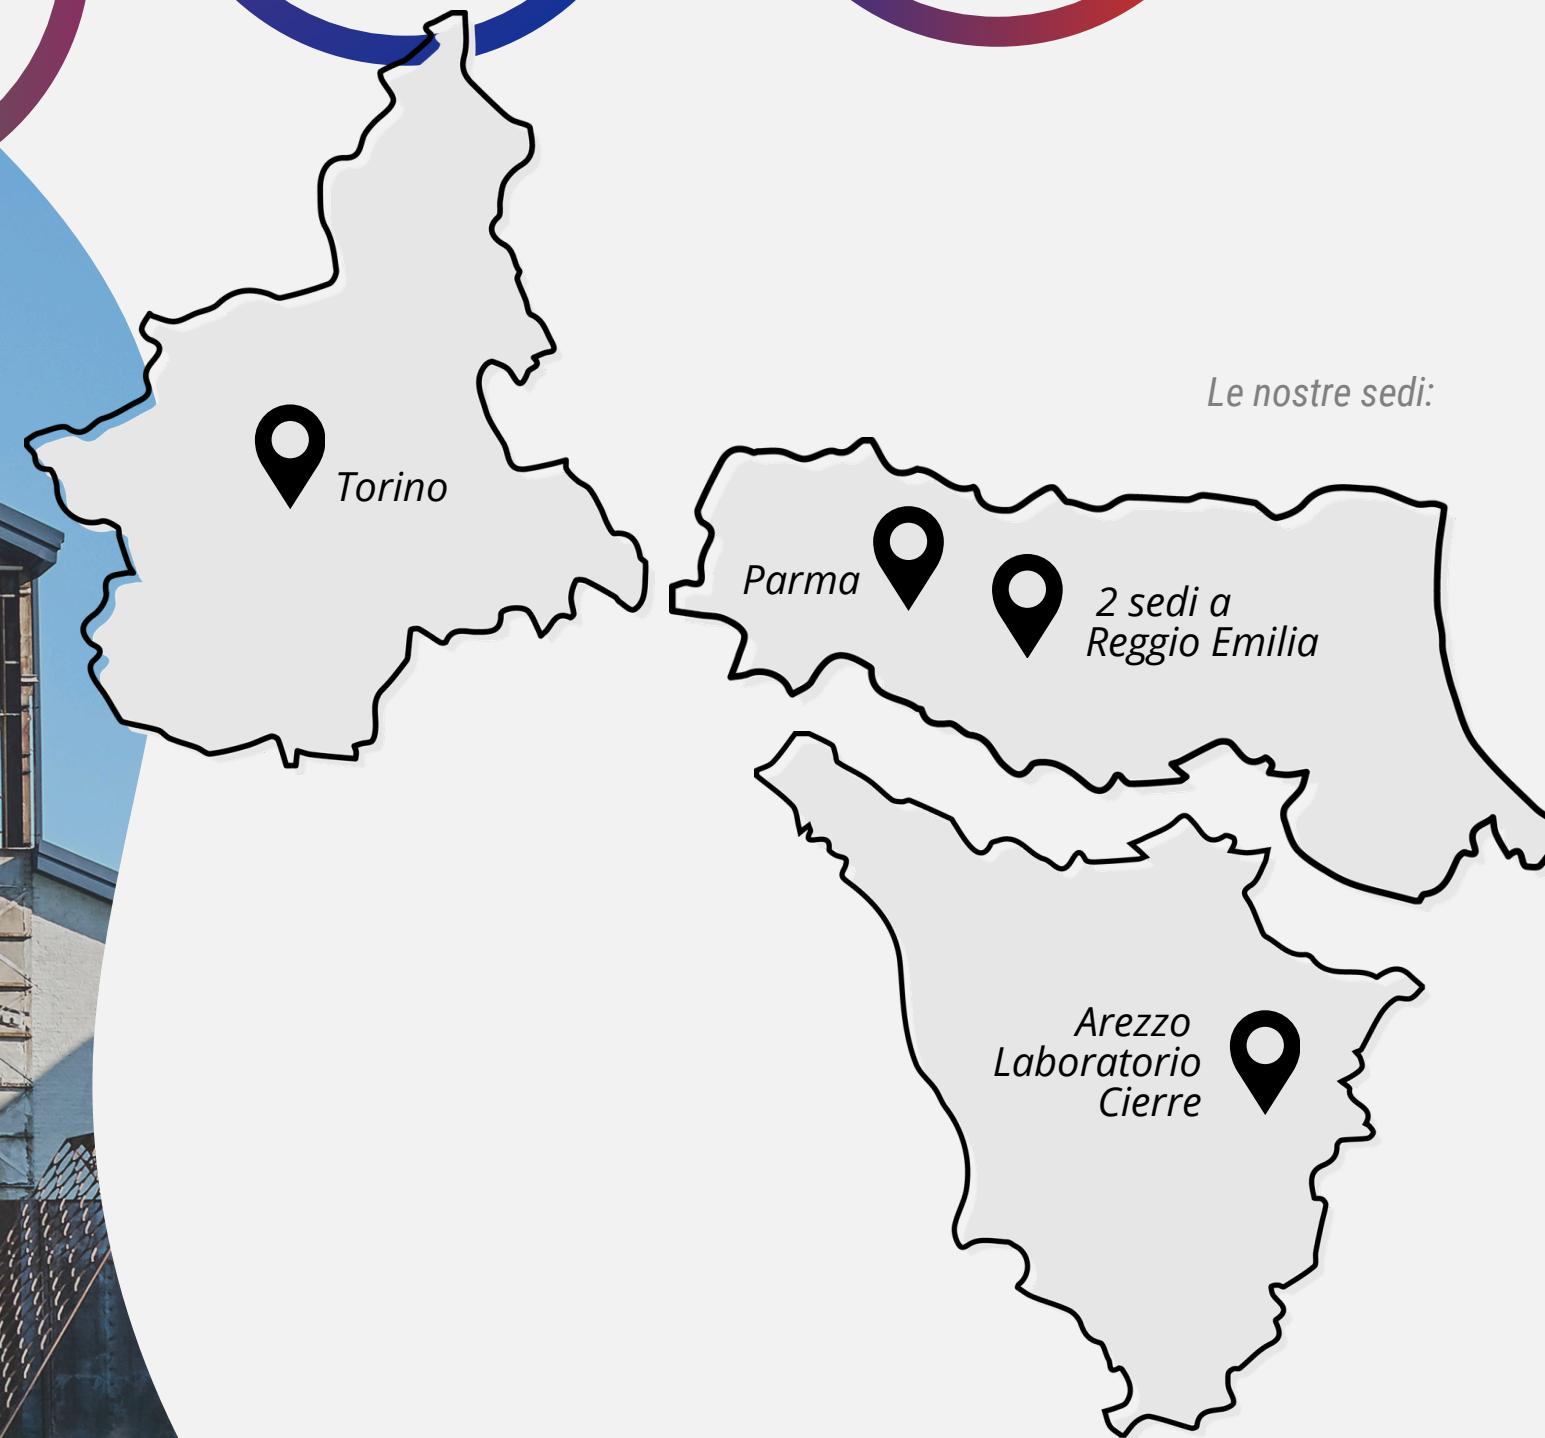 Le nostre sedi:
Torino
Parma
2 sedi a
Reggio Emilia
Arezzo
Laboratorio
Cierre